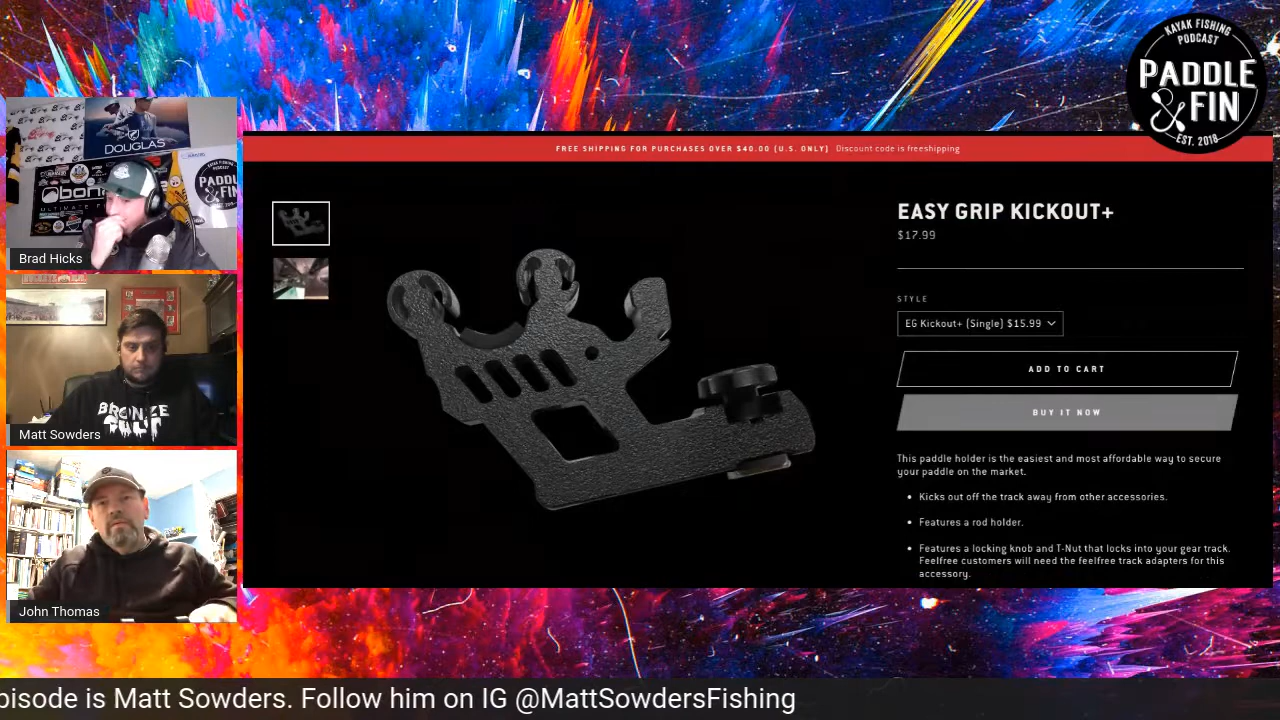 KAYAK FISHING
PODCAST
PADDLE
& FIN
EST. 2018
DOUGLAS
PADDLE
& FIN
Brad Hicks
BRONZE
Matt Sowders
John Thomas
FREE SHIPPING FOR PURCHASES OVER $40.00 (U.S. ONLY) Discount code is freeshipping
EASY GRIP KICKOUT+
$17.99
STYLE
EG Kickout+ (Single) $15.99
ADD TO CART
BUY IT NOW
This paddle holder is the easiest and most affordable way to secure
your paddle on the market.
Kicks out off the track away from other accessories.
Features a rod holder.
Features a locking knob and T-Nut that locks into your gear track.
Feelfree customers will need the feelfree track adapters for this
accessory.
pisode is Matt Sowders. Follow him on IG @MattSowdersFishing